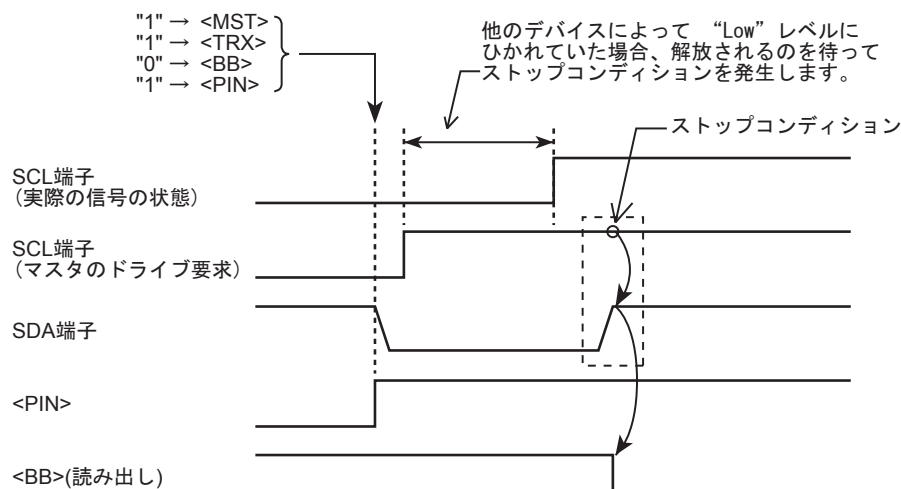 "1" → <MST>
"1" → <TRX>
"0" → <BB>
"1" → <PIN>
他のデバイスによって “Low” レベルに
ひかれていた場合、解放されるのを待って
ストップコンディションを発生します。
ストップコンディション
SCL端子
（実際の信号の状態）
SCL端子
（マスタのドライブ要求）
SDA端子
<PIN>
<BB>(読み出し)